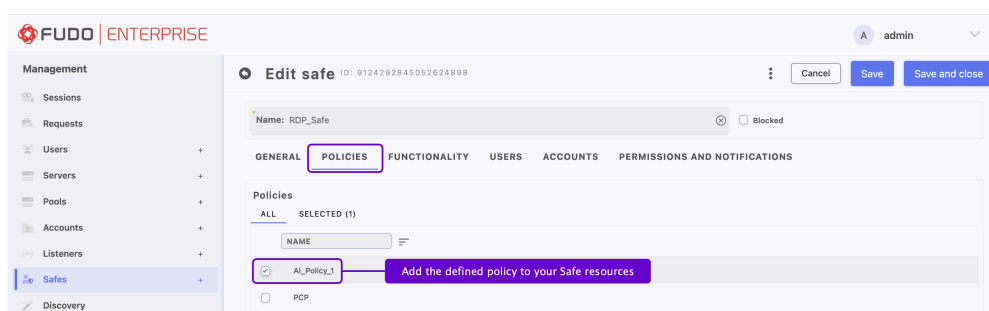 FUDO | ENTERPRISE
A admin
Management
Edit safe ID: 9124292845052624898
Cancel
Save
Save and close
Sessions
Requests
Users +
Servers +
Pools +
Accounts +
Listeners +
Safes +
Discovery
Name: RDP_Safe
Blocked
GENERAL POLICIES FUNCTIONALITY USERS ACCOUNTS PERMISSIONS AND NOTIFICATIONS
Policies
ALL SELECTED (1)
NAME
AI_Policy_1 Add the defined policy to your Safe resources
PCP